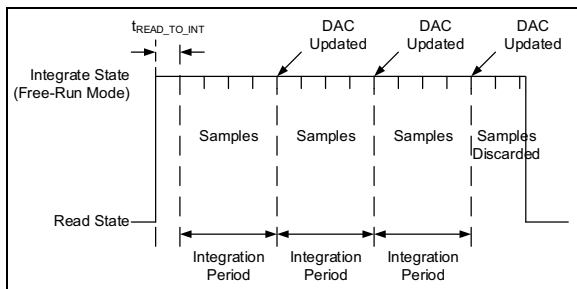 tREAD_TO_INT
DAC
Updated
DAC
Updated
DAC
Updated
Integrate State
(Free-Run Mode)
Samples
Samples
Samples
Samples
Discarded
Read State
Integration
Period
Integration
Period
Integration
Period